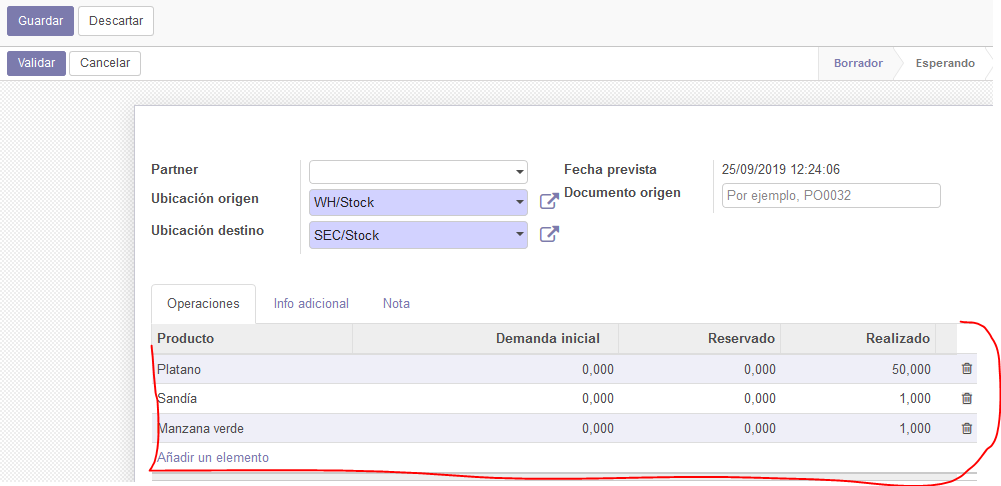 Guardar Descartar
Validar Cancelar Borrador Esperando
Partner Fecha prevista 25/09/2019 12:24:06
Ubicación origen WH/Stock Documento origen Por ejemplo, PO0032
Ubicación destino SEC/Stock
Operaciones Info adicional Nota
Producto Demanda inicial Reservado Realizado
Platano 0,000 0,000 50,000
Sandía 0,000 0,000 1,000
Manzana verde 0,000 0,000 1,000
Añadir un elemento